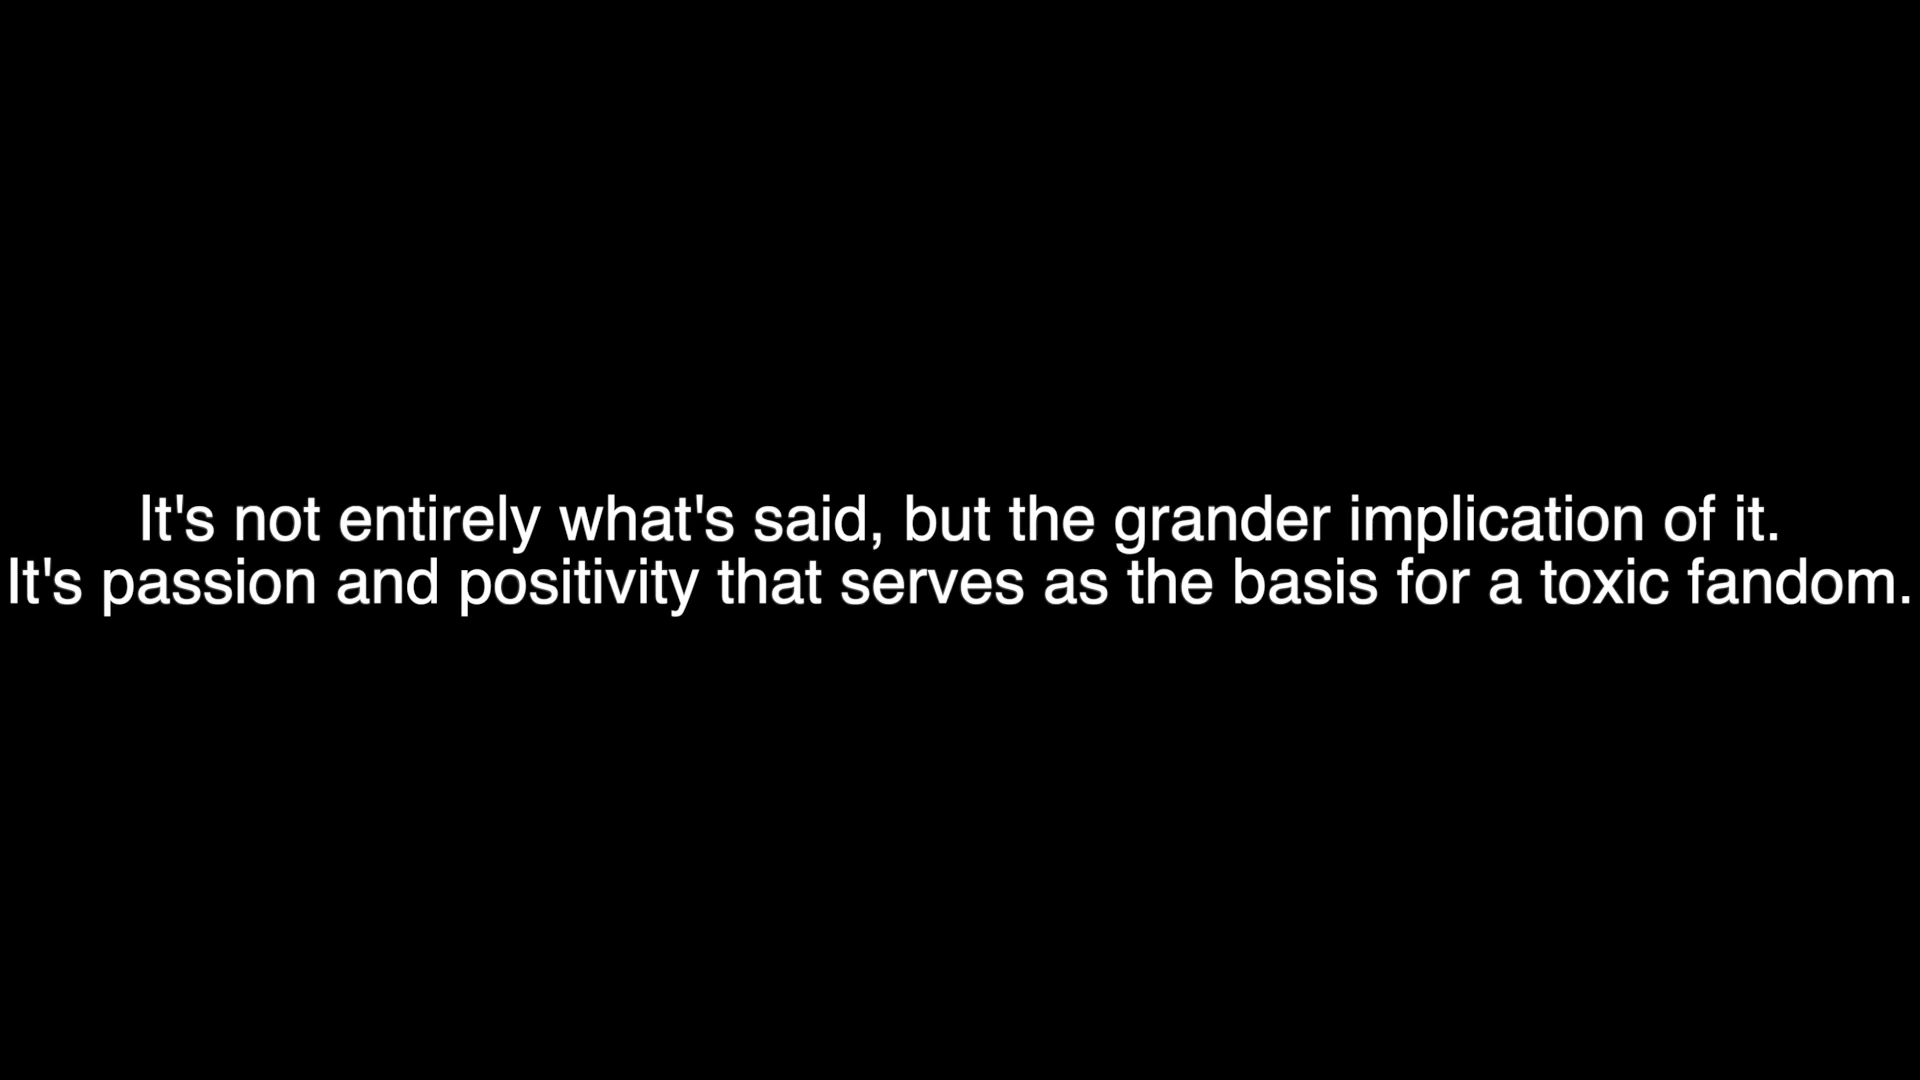 It's not entirely what's said, but the grander implication of it.
It's passion and positivity that serves as the basis for a toxic fandom.